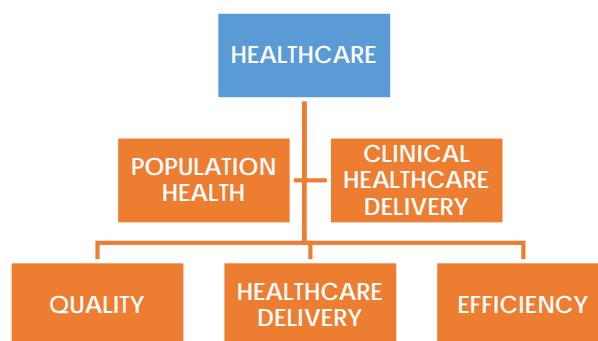 HEALTHCARE
POPULATION
HEALTH
CLINICAL
HEALTHCARE
DELIVERY
QUALITY
HEALTHCARE
DELIVERY
EFFICIENCY